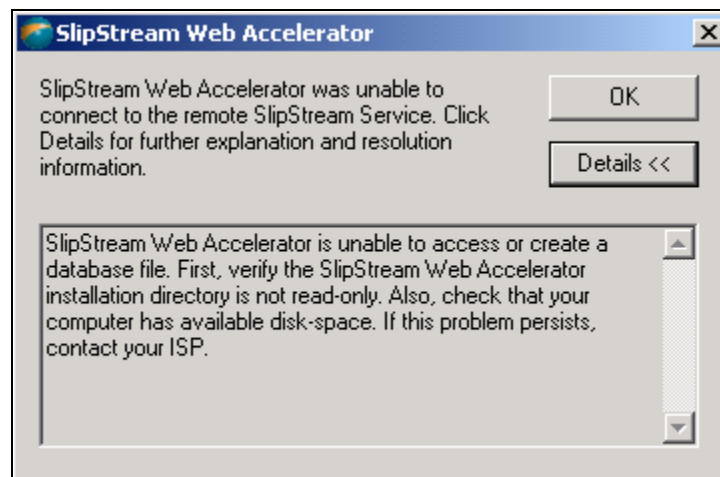 SlipStream Web Accelerator
SlipStream Web Accelerator was unable to
connect to the remote SlipStream Service. Click
Details for further explanation and resolution
information.
OK
Details <<
SlipStream Web Accelerator is unable to access or create a
database file. First, verify the SlipStream Web Accelerator
installation directory is not read-only. Also, check that your
computer has available disk-space. If this problem persists,
contact your ISP.